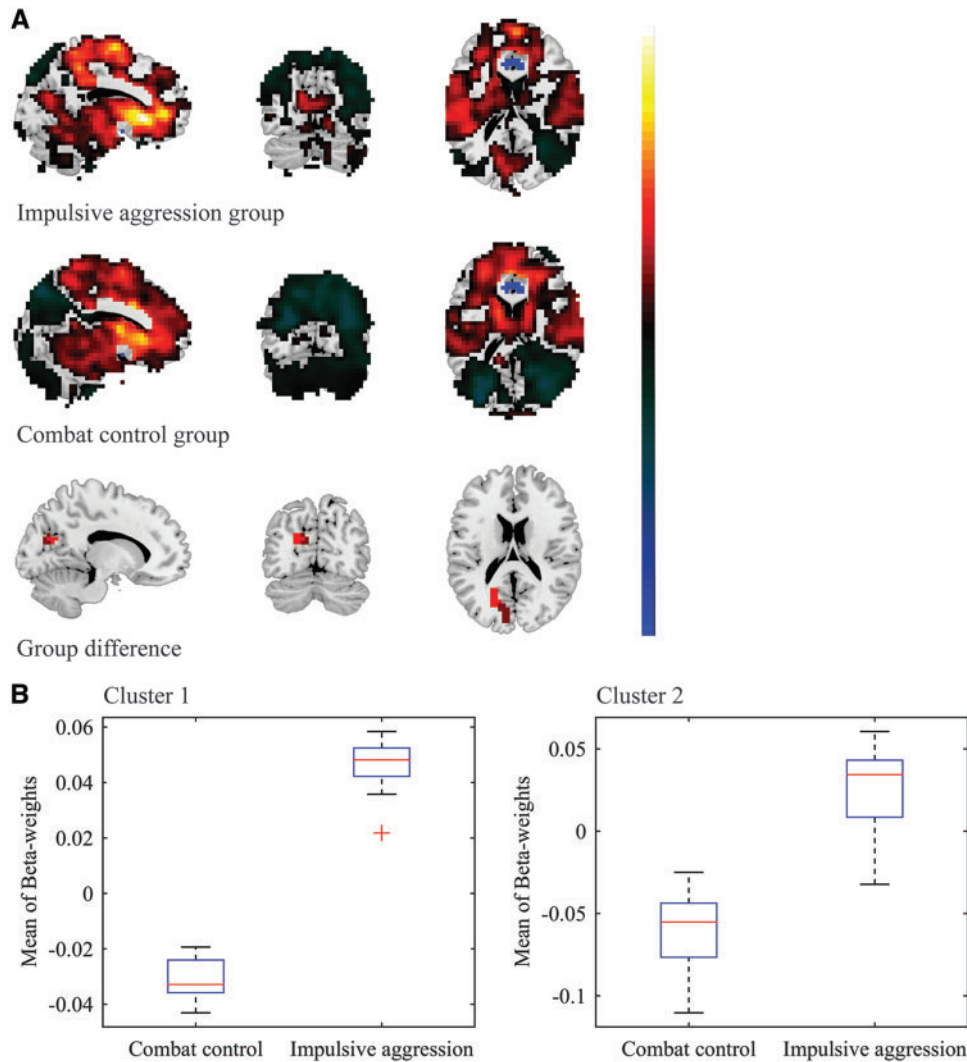 A
Impulsive aggression group
Combat control group
Group difference
B
Cluster 1
Mean of Beta-weights
0.06
0.04
0.02
0
-0.02
-0.04
Combat control Impulsive aggression
Cluster 2
Mean of Beta-weights
0.05
0
-0.05
-0.1
Combat control Impulsive aggression